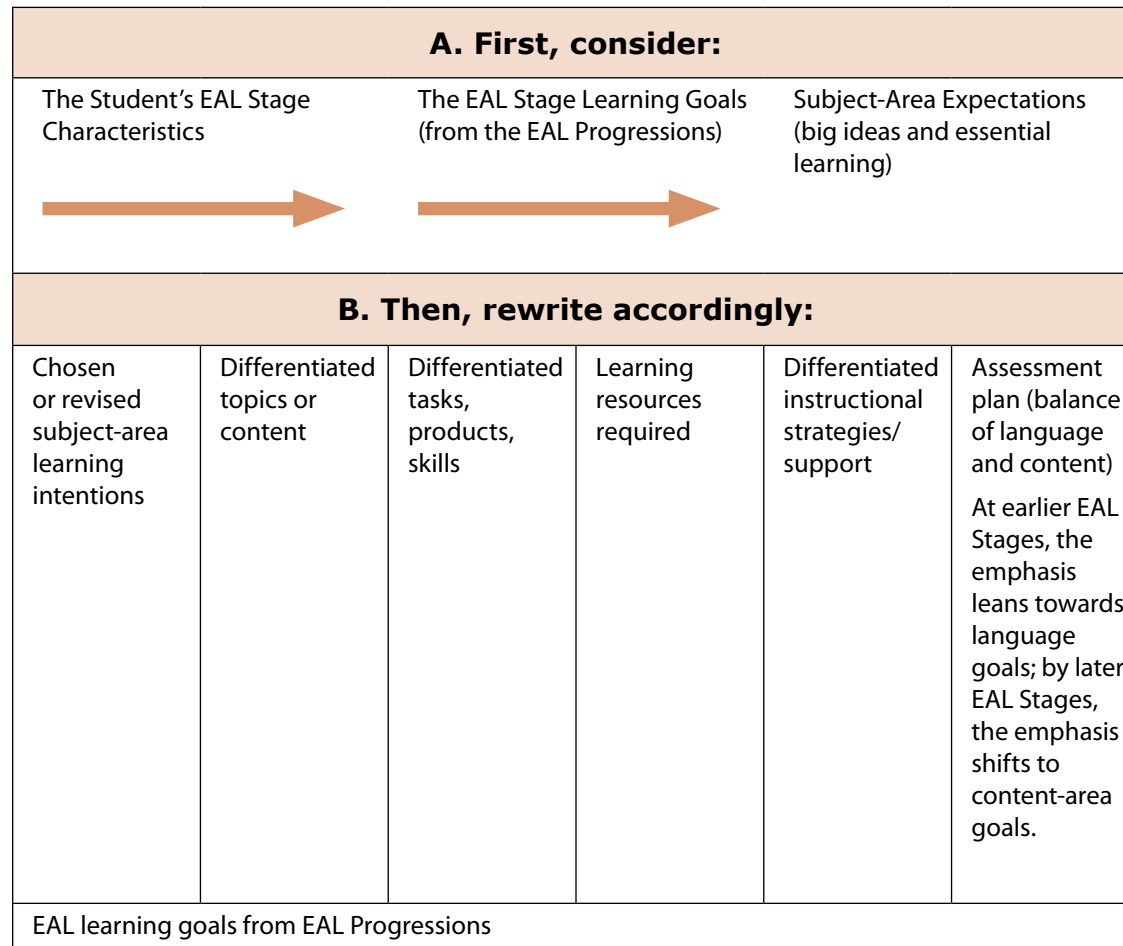 A. First, consider:
The Student’s EAL Stage
Characteristics
The EAL Stage Learning Goals
(from the EAL Progressions)
Subject-Area Expectations
(big ideas and essential
learning)
B. Then, rewrite accordingly:
Chosen
or revised
subject-area
learning
intentions
Differentiated
topics or
content
Differentiated
tasks,
products,
skills
Learning
resources
required
Differentiated
instructional
strategies/
support
Assessment
plan (balance
of language
and content)
At earlier EAL
Stages, the
emphasis
leans towards
language
goals; by later
EAL Stages,
the emphasis
shifts to
content-area
goals.
EAL learning goals from EAL Progressions